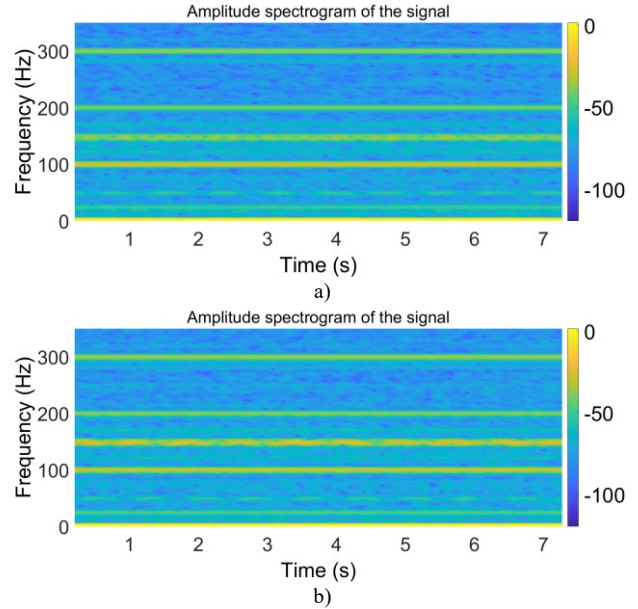 Amplitude spectrogram of the signal
Frequency (Hz)
300
200
100
0
0
-50
-100
1 2 3 4 5 6 7
Time (s)
a)
Amplitude spectrogram of the signal
Frequency (Hz)
300
200
100
0
0
-50
-100
1 2 3 4 5 6 7
Time (s)
b)